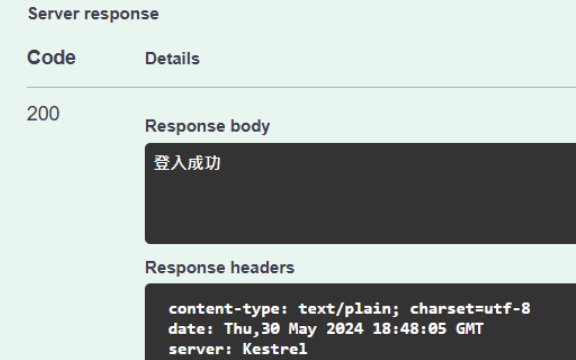 Server response
Code Details
200
Response body
登入成功
Response headers
content-type: text/plain; charset=utf-8
date: Thu,30 May 2024 18:48:05 GMT
server: Kestrel